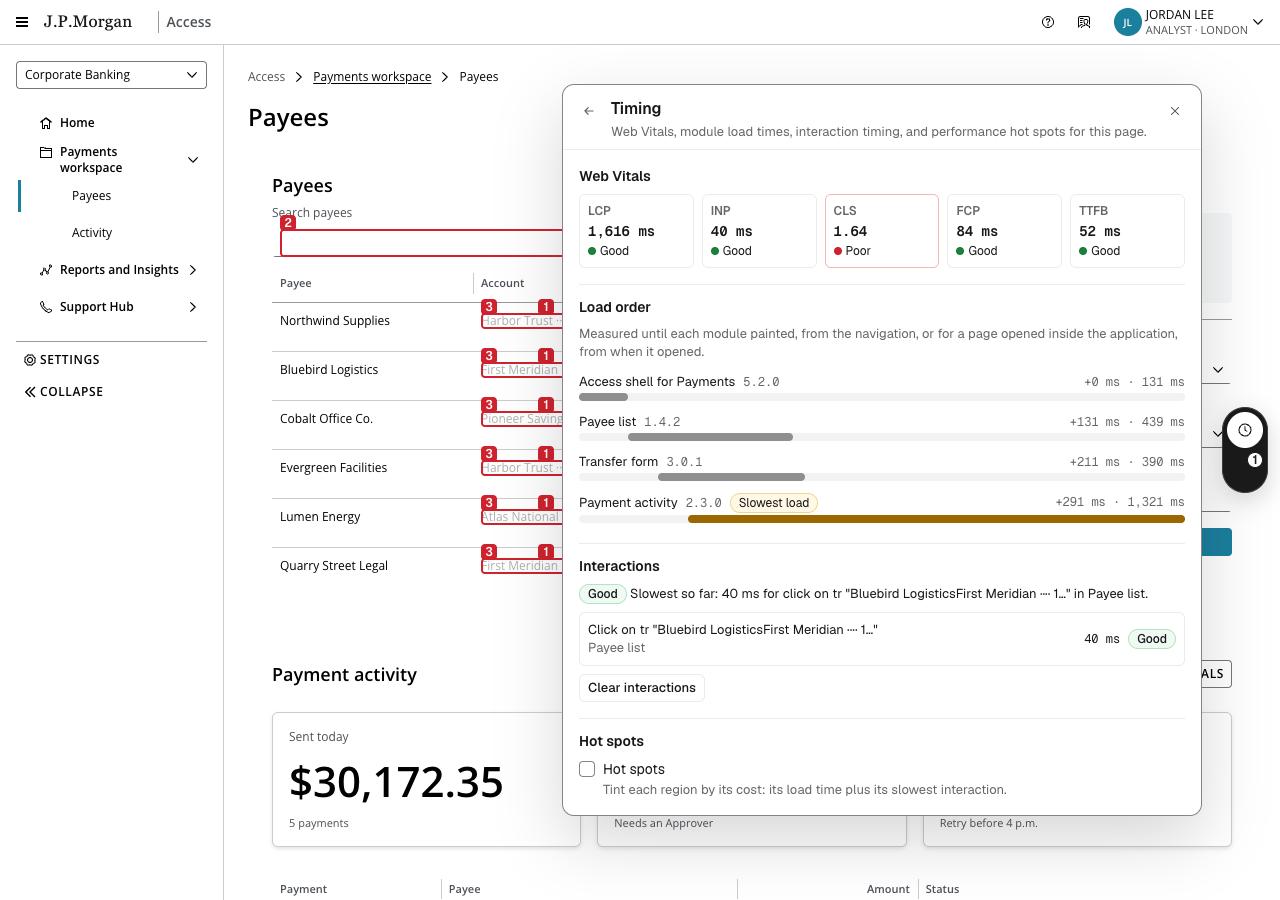 J.P.Morgan
Access
JL
JORDAN LEE
ANALYST · LONDON
Corporate Banking
Home
Payments workspace
Payees
Activity
Reports and Insights
Support Hub
SETTINGS
COLLAPSE
Access
Payments workspace
Payees
Payees
Payees
Search payees
2
Payee
Account
Northwind Supplies
3
1
Harbor Trust
Bluebird Logistics
3
1
First Meridian
Cobalt Office Co.
3
1
Pioneer Saving
Evergreen Facilities
3
1
Harbor Trust
Lumen Energy
3
1
Atlas National
Quarry Street Legal
3
1
First Meridian
Payment activity
ALS
Sent today
$30,172.35
5 payments
Needs an Approver
Retry before 4 p.m.
Payment
Payee
Amount
Status
Timing
Web Vitals, module load times, interaction timing, and performance hot spots for this page.
Web Vitals
LCP
1,616 ms
Good
INP
40 ms
Good
CLS
1.64
Poor
FCP
84 ms
Good
TTFB
52 ms
Good
Load order
Measured until each module painted, from the navigation, or for a page opened inside the application,
from when it opened.
Access shell for Payments 5.2.0
+0 ms · 131 ms
Payee list 1.4.2
+131 ms · 439 ms
Transfer form 3.0.1
+211 ms · 390 ms
Payment activity 2.3.0 Slowest load
+291 ms · 1,321 ms
Interactions
Good Slowest so far: 40 ms for click on tr "Bluebird LogisticsFirst Meridian ···· 1…" in Payee list.
Click on tr "Bluebird LogisticsFirst Meridian ···· 1…"
Payee list
40 ms Good
Clear interactions
Hot spots
Hot spots
Tint each region by its cost: its load time plus its slowest interaction.
1